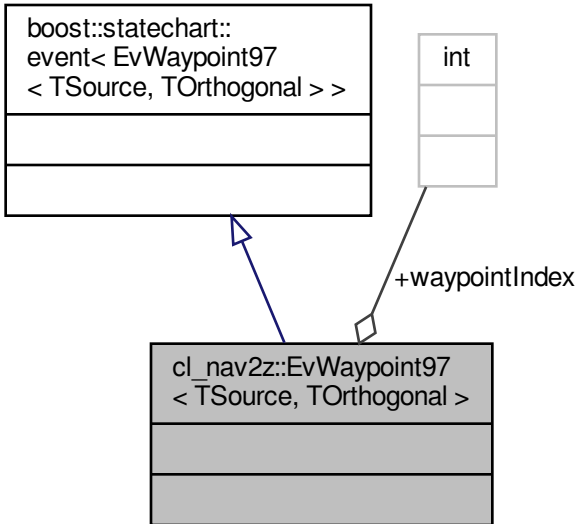 boost::statechart::
event< EvWaypoint97
< TSource, TOrthogonal > >
int
+waypointIndex
cl_nav2z::EvWaypoint97
< TSource, TOrthogonal >